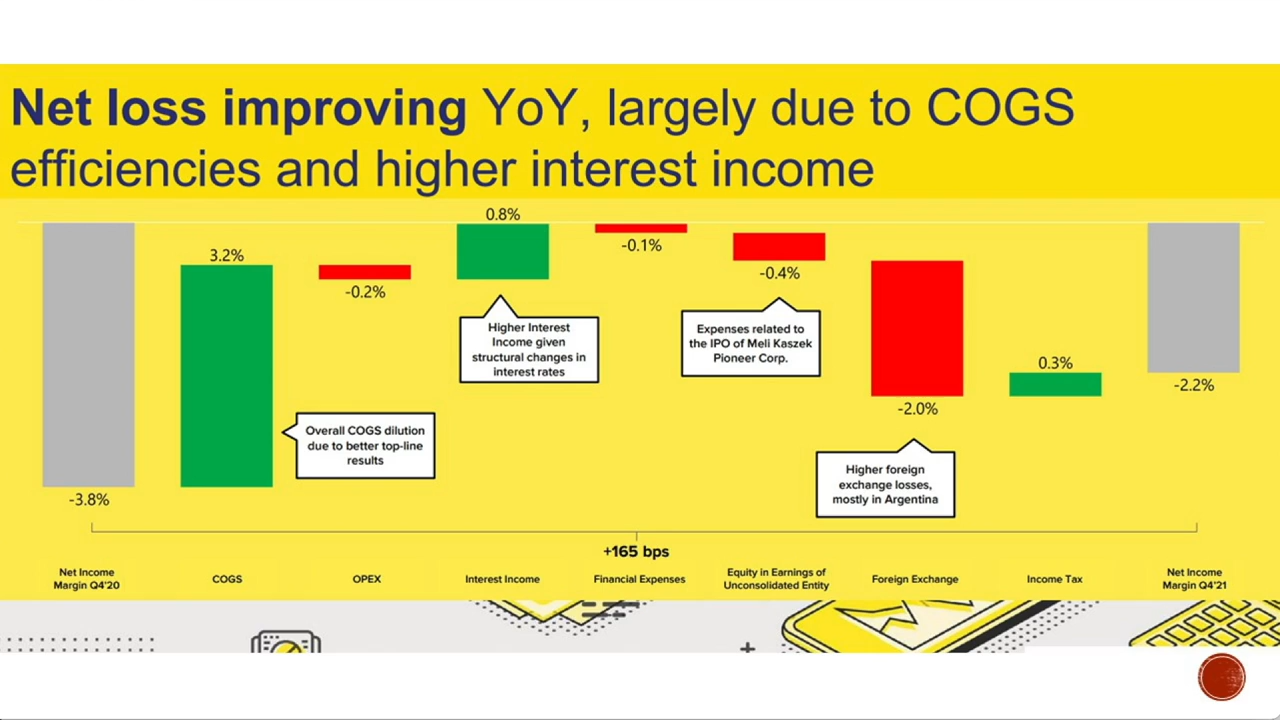 Net loss improving YoY, largely due to COGS
efficiencies and higher interest income
0.8%
3.2%
-0.1%
-0.2%
-0.4%
Higher Interest
Income given
structural changes in
interest rates
Expenses related to
the IPO of Meli Kaszek
Pioneer Corp.
0.3%
-2.2%
-2.0%
Overall COGS dilution
due to better top-line
results
Higher foreign
exchange losses,
mostly in Argentina
-3.8%
+165 bps
Net Income
Margin Q4'20
COGS
OPEX
Interest Income
Financial Expenses
Equity in Earnings of
Unconsolidated Entity
Foreign Exchange
Income Tax
Net Income
Margin Q4'21